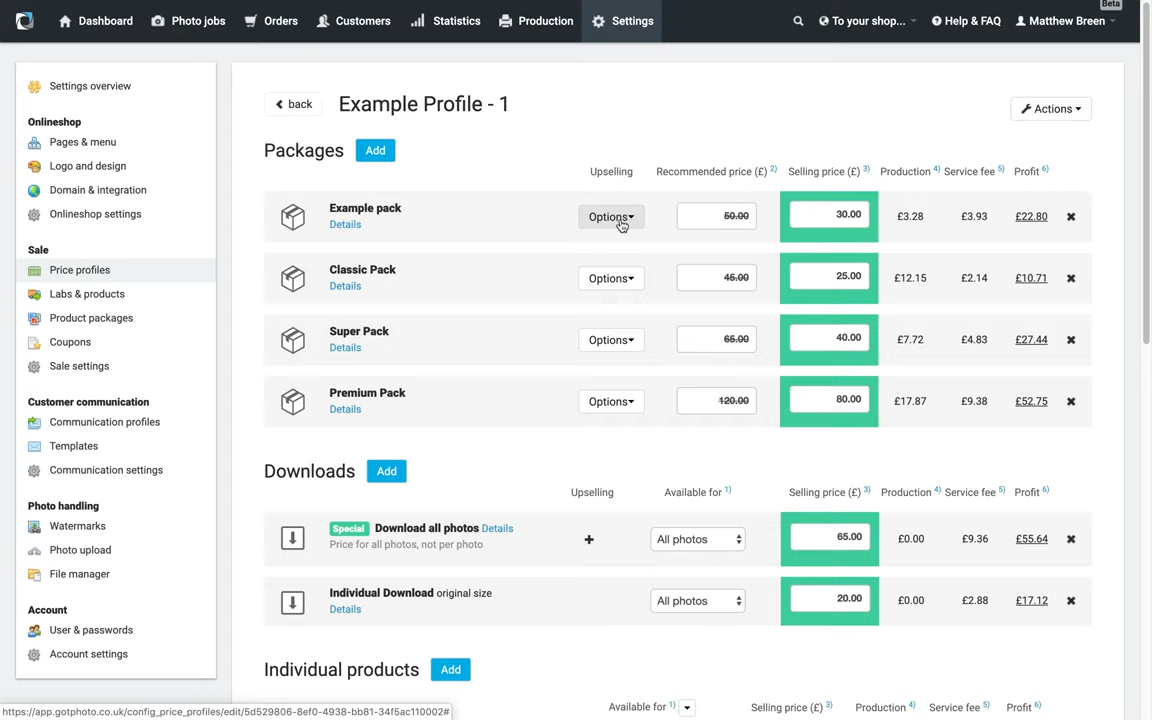 Beta
Dashboard Photo jobs Orders Customers Statistics Production Settings To your shop... Help & FAQ Matthew Breen
Settings overview
Onlineshop
Pages & menu
Logo and design
Domain & integration
Onlineshop settings
Sale
Price profiles
Labs & products
Product packages
Coupons
Sale settings
Customer communication
Communication profiles
Templates
Communication settings
Photo handling
Watermarks
Photo upload
File manager
Account
User & passwords
Account settings
back Example Profile - 1 Actions
Packages Add
Upselling Recommended price (£) 2) Selling price (£) 3) Production 4) Service fee 5) Profit 6)
Example pack
Details
Options 50.00 30.00 £3.28 £3.93 £22.80
Classic Pack
Details
Options 45.00 25.00 £12.15 £2.14 £10.71
Super Pack
Details
Options 65.00 40.00 £7.72 £4.83 £27.44
Premium Pack
Details
Options 120.00 80.00 £17.87 £9.38 £52.75
Downloads Add
Upselling Available for 1) Selling price (£) 3) Production 4) Service fee 5) Profit 6)
Special Download all photos Details
Price for all photos, not per photo
All photos 65.00 £0.00 £9.36 £55.64
Individual Download original size
Details
All photos 20.00 £0.00 £2.88 £17.12
Individual products Add
Available for 1) Selling price (£) 3) Production 4) Service fee 5) Profit 6)
https://app.gotphoto.co.uk/config_price_profiles/edit/5d529806-8ef0-4938-bb81-34f5ac110002#